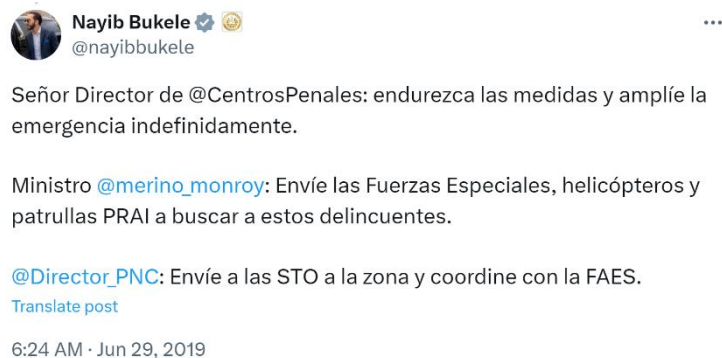 Nayib Bukele
@nayibbukele
Señor Director de @CentrosPenales: endurezca las medidas y amplíe la
emergencia indefinidamente.
Ministro @merino_monroy: Envíe las Fuerzas Especiales, helicópteros y
patrullas PRAI a buscar a estos delincuentes.
@Director_PNC: Envíe a las STO a la zona y coordine con la FAES.
Translate post
6:24 AM · Jun 29, 2019